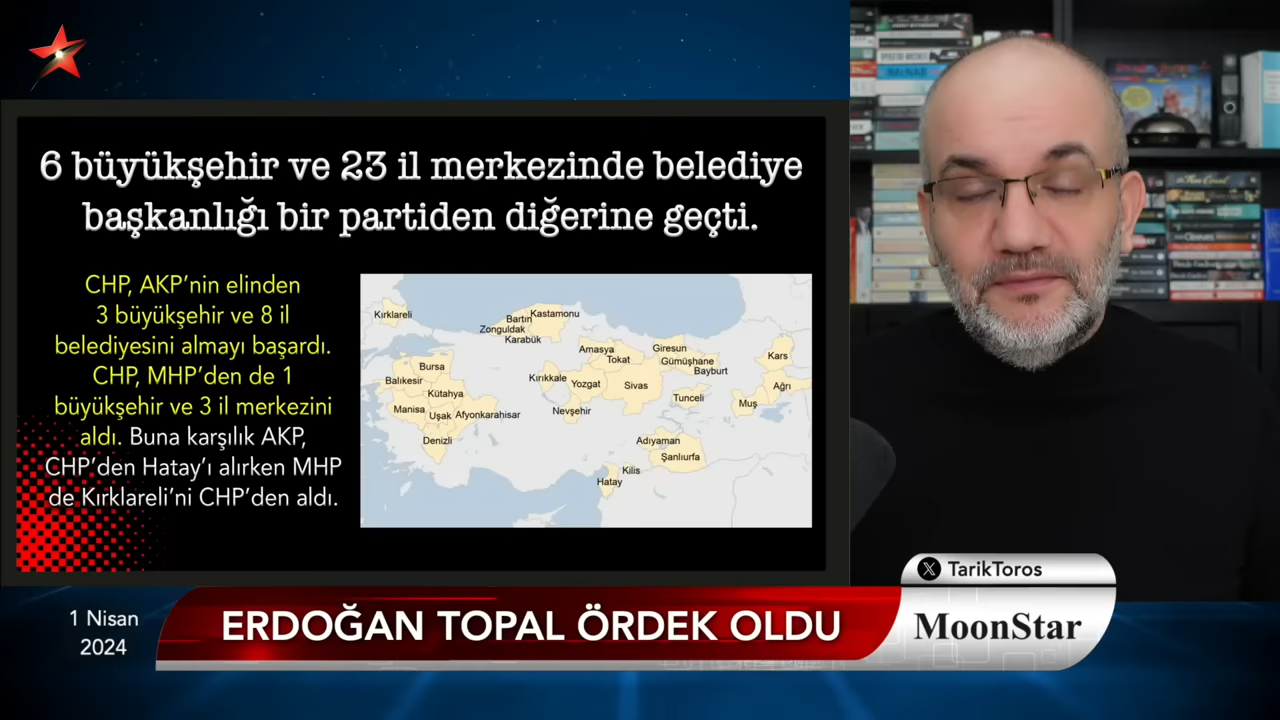 6 büyükşehir ve 23 il merkezinde belediye
başkanlığı bir partiden diğerine geçti.
CHP, AKP'nin elinden
3 büyükşehir ve 8 il
belediyesini almayı başardı.
CHP, MHP'den de 1
büyükşehir ve 3 il merkezini
aldı. Buna karşılık AKP,
CHP'den Hatay'ı alırken MHP
de Kırklareli'ni CHP'den aldı.
Kırklareli
Bartın
Kastamonu
Zonguldak
Karabük
Amasya
Tokat
Giresun
Gümüşhane
Bayburt
Kars
Ağrı
Bursa
Balıkesir
Kütahya
Kırıkkale
Yozgat
Sivas
Tunceli
Muş
Manisa
Uşak
Afyonkarahisar
Nevşehir
Denizli
Adıyaman
Şanlıurfa
Kilis
Hatay
TarikToros
1 Nisan
2024
ERDOĞAN TOPAL ÖRDEK OLDU
MoonStar